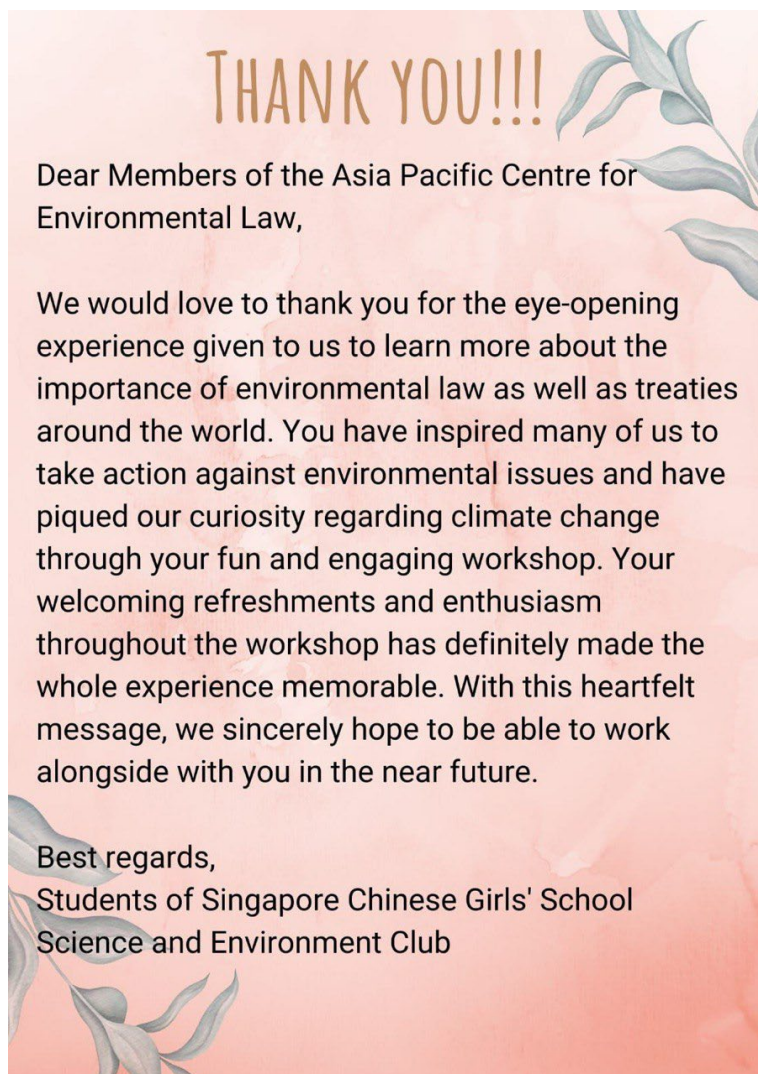 THANK YOU!!!
Dear Members of the Asia Pacific Centre for
Environmental Law,
We would love to thank you for the eye-opening
experience given to us to learn more about the
importance of environmental law as well as treaties
around the world. You have inspired many of us to
take action against environmental issues and have
piqued our curiosity regarding climate change
through your fun and engaging workshop. Your
welcoming refreshments and enthusiasm
throughout the workshop has definitely made the
whole experience memorable. With this heartfelt
message, we sincerely hope to be able to work
alongside with you in the near future.
Best regards,
Students of Singapore Chinese Girls' School
Science and Environment Club